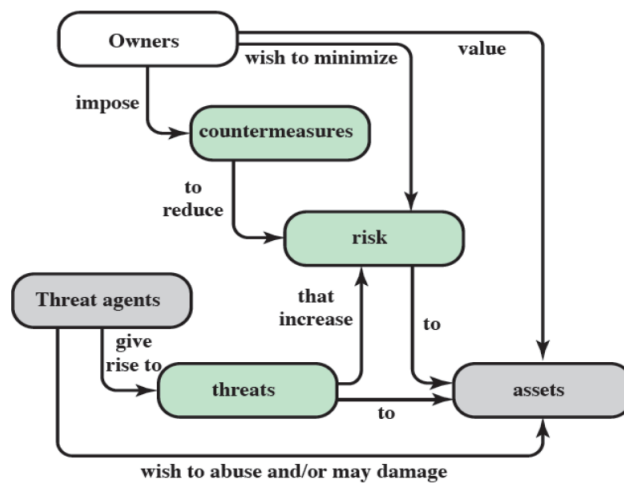 Owners
value
wish to minimize
impose
countermeasures
to
reduce
risk
Threat agents
that
increase
to
give
rise to
threats
to
assets
wish to abuse and/or may damage